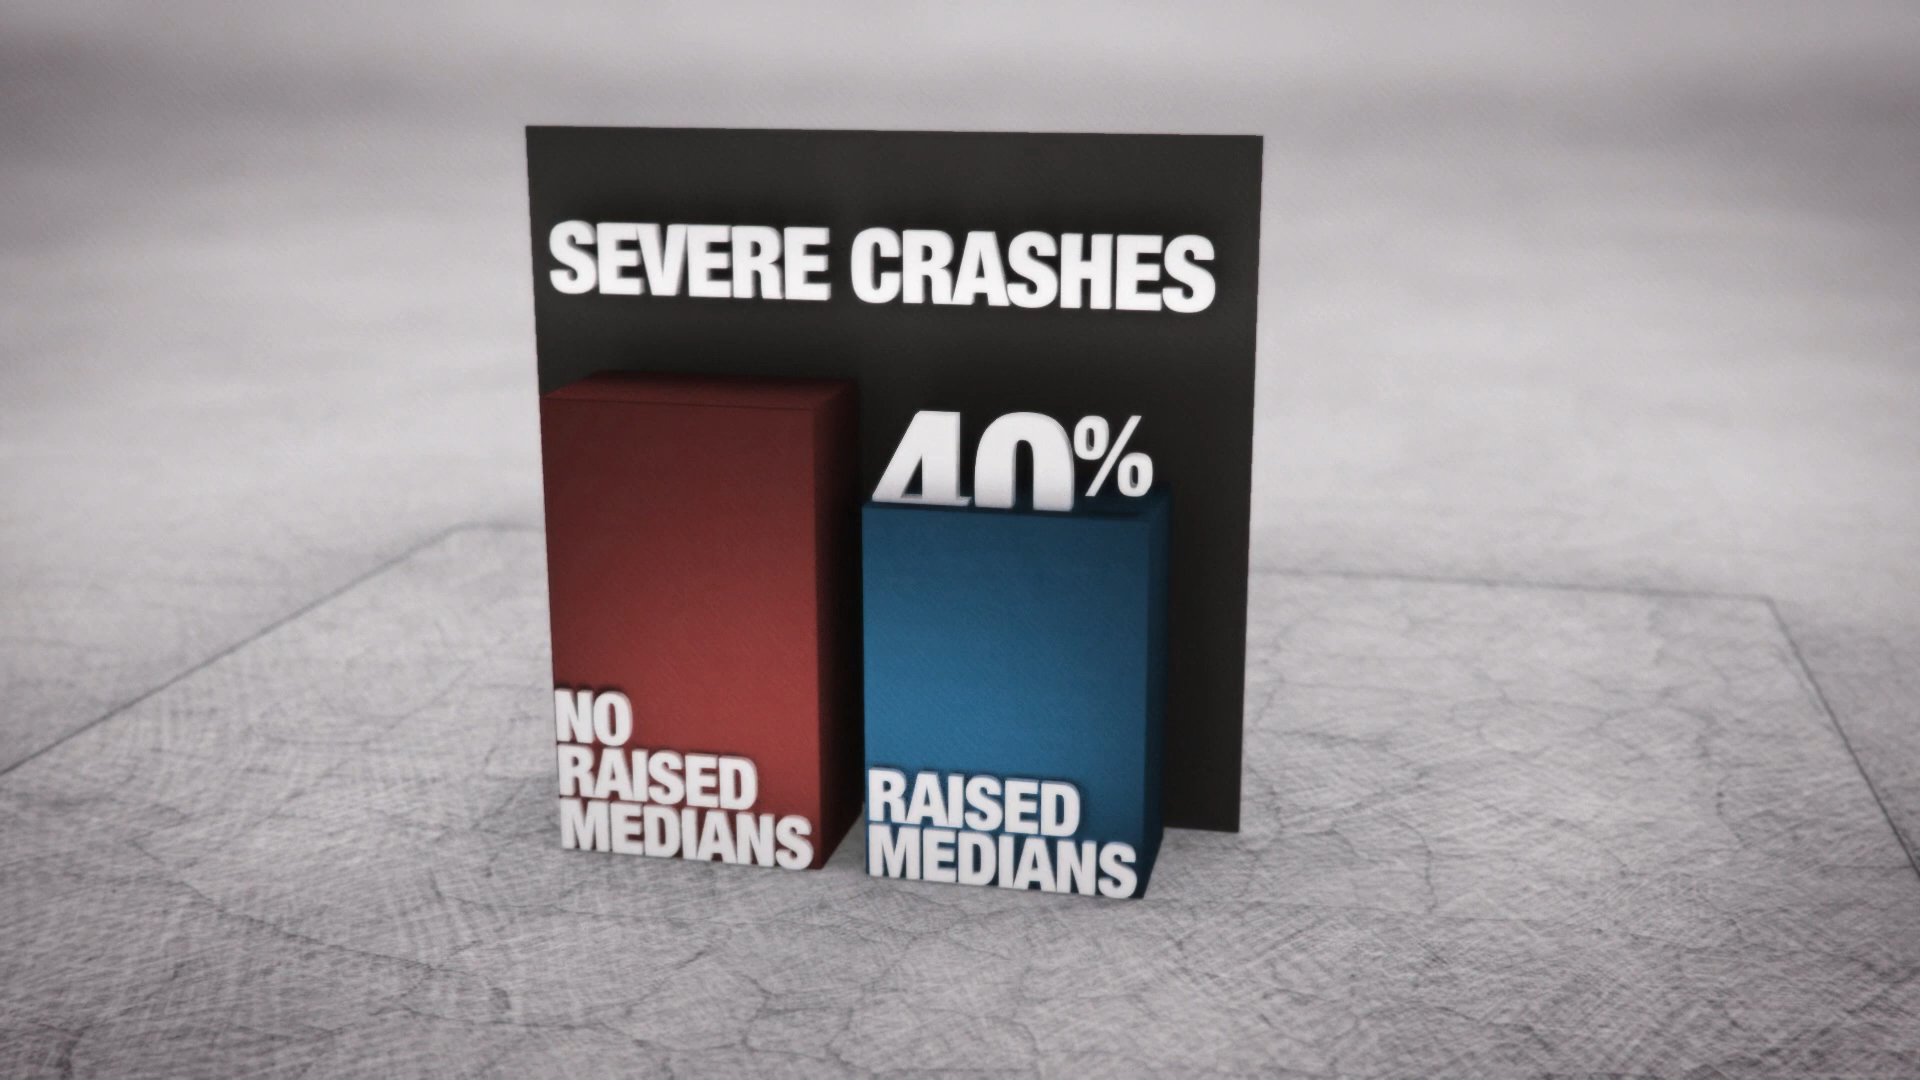 SEVERE CRASHES
40%
NO
RAISED
MEDIANS
RAISED
MEDIANS